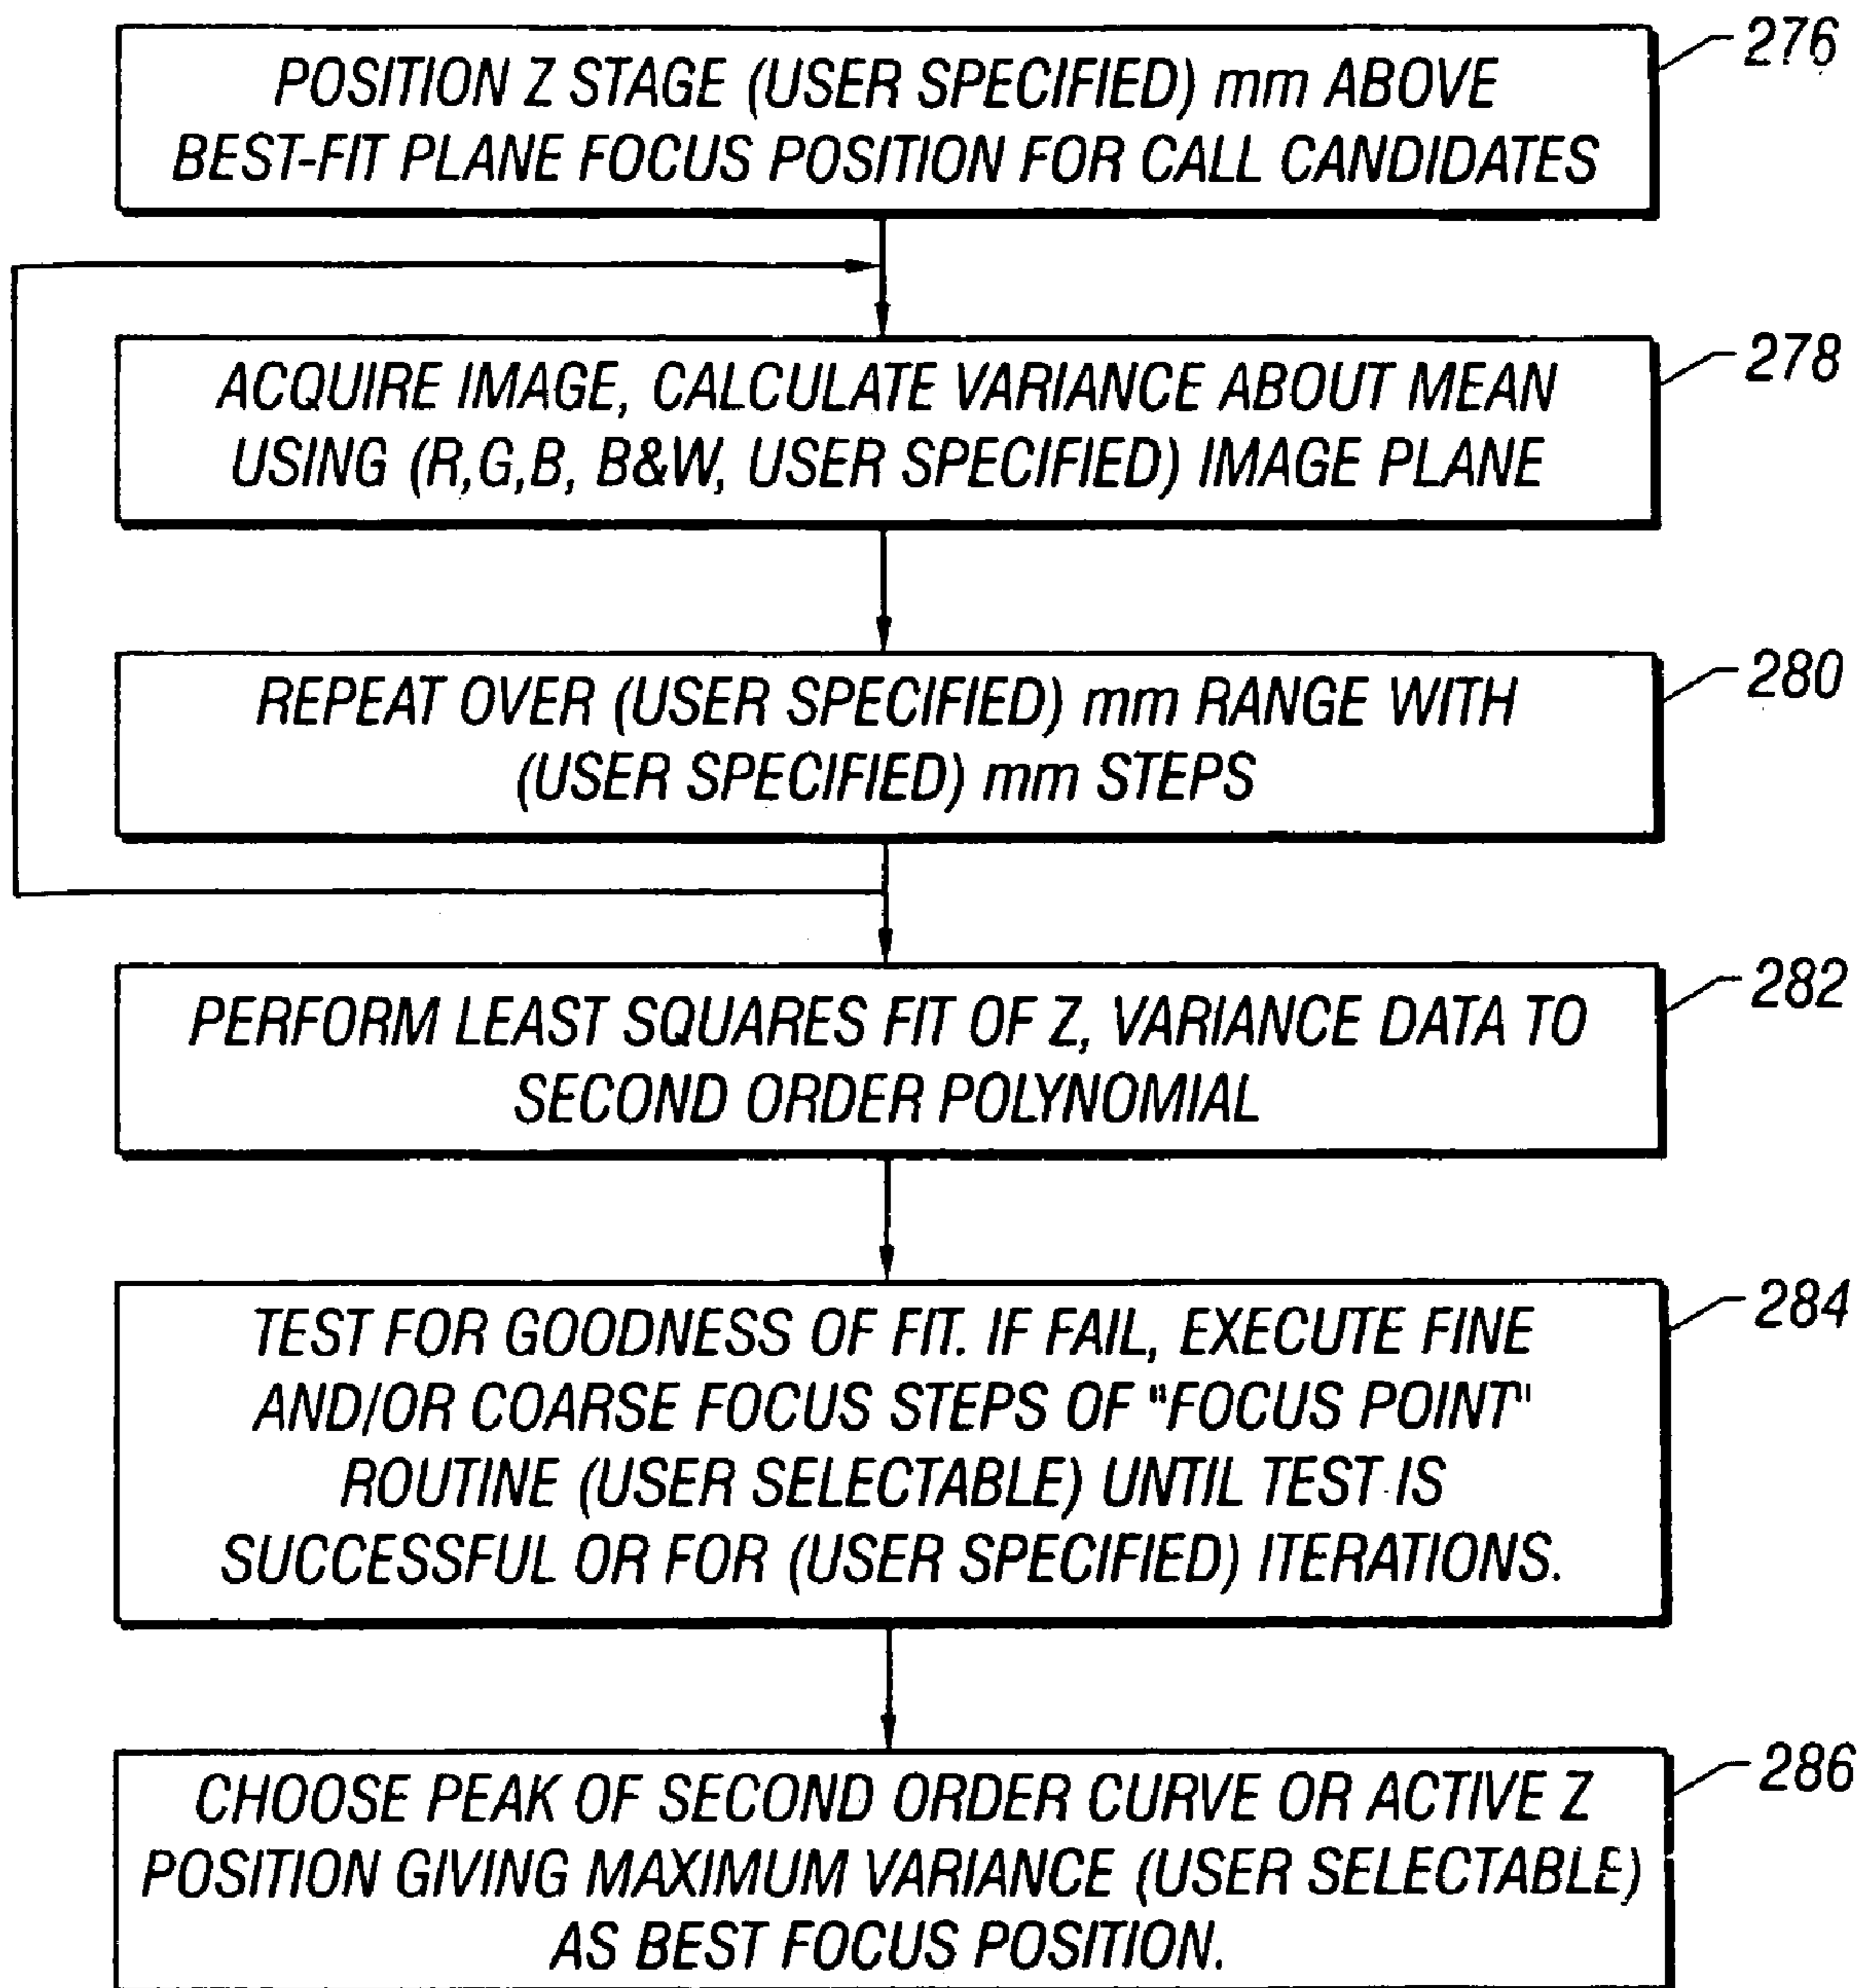 276
POSITION Z STAGE (USER SPECIFIED) mm ABOVE
BEST-FIT PLANE FOCUS POSITION FOR CALL CANDIDATES
278
ACQUIRE IMAGE, CALCULATE VARIANCE ABOUT MEAN
USING (R,G,B, B&W, USER SPECIFIED) IMAGE PLANE
280
REPEAT OVER (USER SPECIFIED) mm RANGE WITH
(USER SPECIFIED) mm STEPS
282
PERFORM LEAST SQUARES FIT OF Z, VARIANCE DATA TO
SECOND ORDER POLYNOMIAL
284
TEST FOR GOODNESS OF FIT. IF FAIL, EXECUTE FINE
AND/OR COARSE FOCUS STEPS OF "FOCUS POINT"
ROUTINE (USER SELECTABLE) UNTIL TEST IS
SUCCESSFUL OR FOR (USER SPECIFIED) ITERATIONS.
286
CHOOSE PEAK OF SECOND ORDER CURVE OR ACTIVE Z
POSITION GIVING MAXIMUM VARIANCE (USER SELECTABLE)
AS BEST FOCUS POSITION.